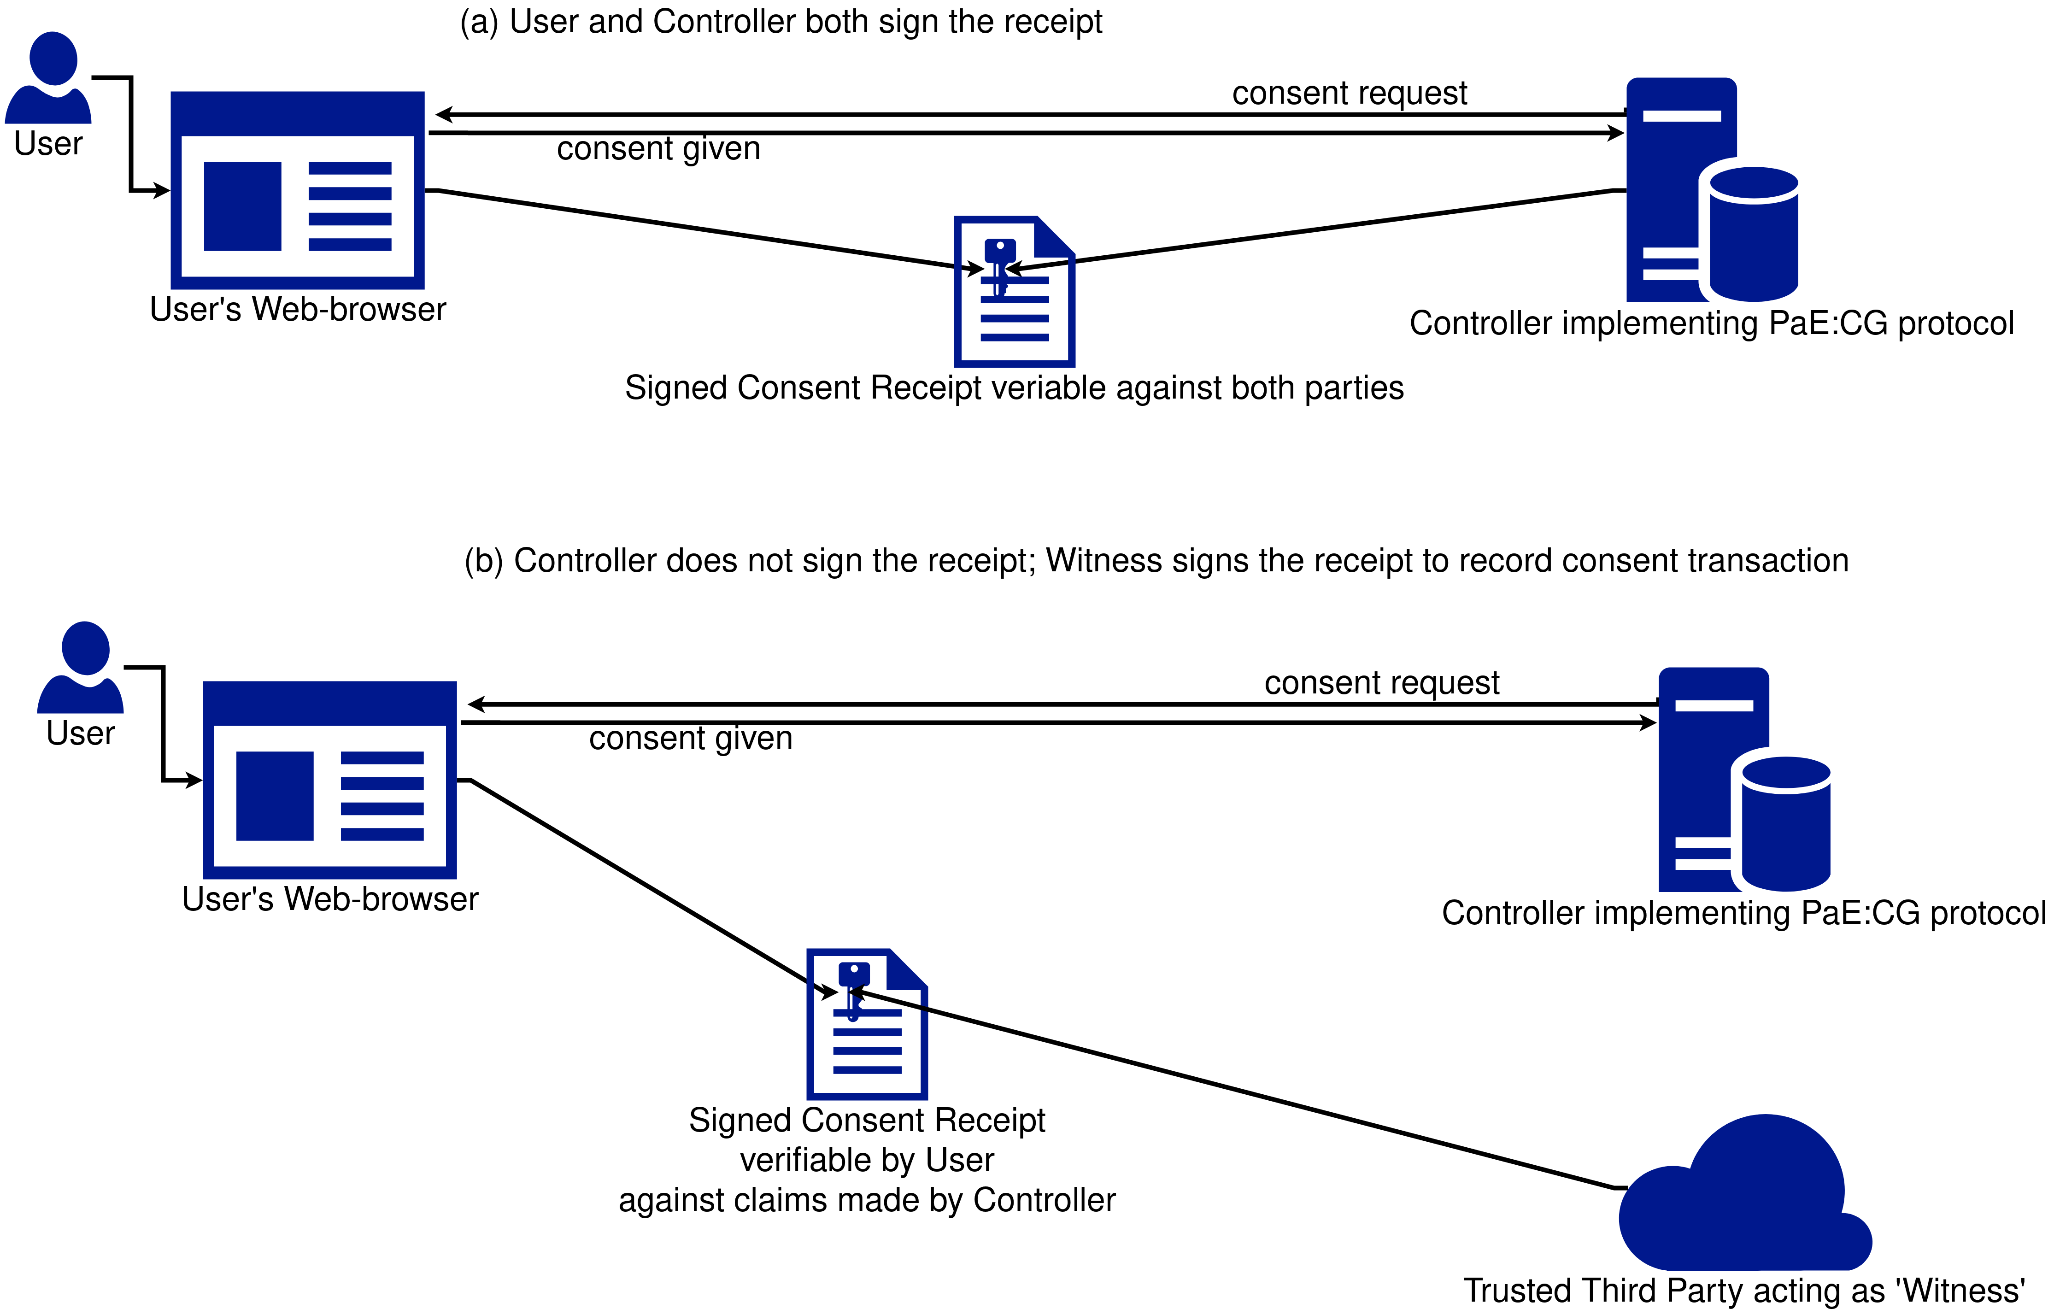 (a) User and Controller both sign the receipt
User
consent request
consent given
User's Web-browser
Controller implementing PaE:CG protocol
Signed Consent Receipt veriable against both parties
(b) Controller does not sign the receipt; Witness signs the receipt to record consent transaction
User
consent request
consent given
User's Web-browser
Controller implementing PaE:CG protocol
Signed Consent Receipt
verifiable by User
against claims made by Controller
Trusted Third Party acting as 'Witness'